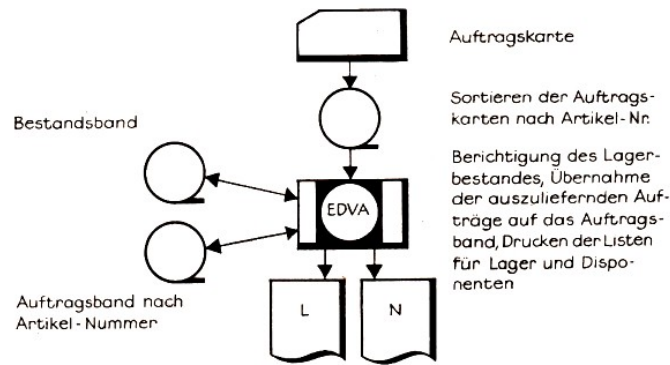 Auftragskarte
Sortieren der Auftrags-
karten nach Artikel-Nr.
Bestandsband
Berichtigung des Lager-
bestandes, Übernahme
der auszuliefernden Auf-
träge auf das Auftrags-
band, Drucken der Listen
für Lager und Dispo-
nenten
EDVA
Auftragsband nach
Artikel-Nummer
L
N